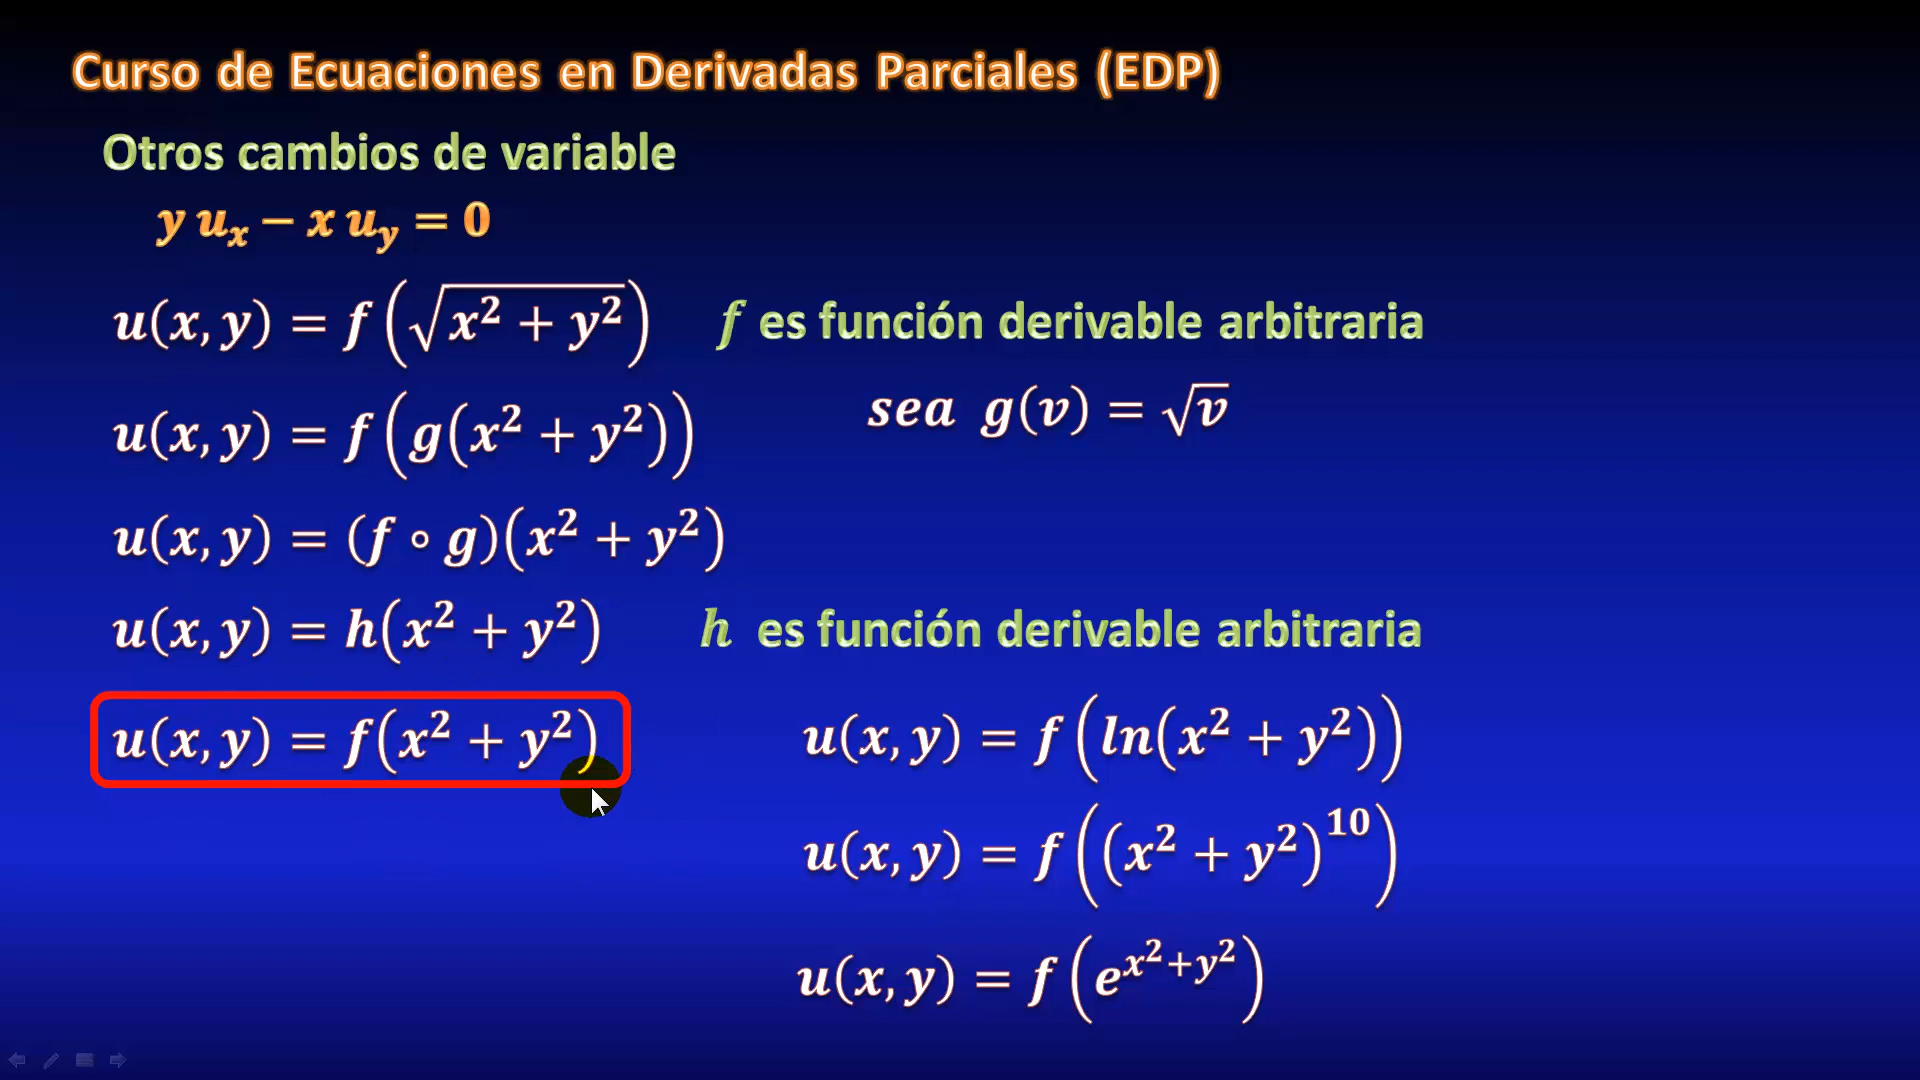 Curso de Ecuaciones en Derivadas Parciales (EDP)
Otros cambios de variable
y u_x − x u_y = 0
u(x, y) = f(√(x² + y²))    f es función derivable arbitraria
sea g(v) = √v
u(x, y) = f(g(x² + y²))
u(x, y) = (f ∘ g)(x² + y²)
u(x, y) = h(x² + y²)    h es función derivable arbitraria
u(x, y) = f(x² + y²)    u(x, y) = f(ln(x² + y²))
u(x, y) = f((x² + y²)¹⁰)
u(x, y) = f(e^{x²+y²})